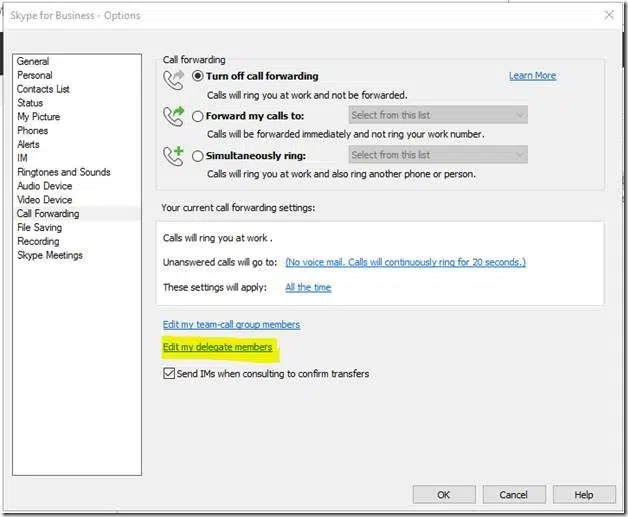 Skype for Business - Options
General
Personal
Contacts List
Status
My Picture
Phones
Alerts
IM
Ringtones and Sounds
Audio Device
Video Device
Call Forwarding
File Saving
Recording
Skype Meetings
Call forwarding
Turn off call forwarding
Learn More
Calls will ring you at work and not be forwarded.
Forward my calls to:
Select from this list
Calls will be forwarded immediately and not ring your work number.
Simultaneously ring:
Select from this list
Calls will ring you at work and also ring another phone or person.
Your current call forwarding settings:
Calls will ring you at work .
Unanswered calls will go to: (No voice mail. Calls will continuously ring for 20 seconds.)
These settings will apply: All the time
Edit my team-call group members
Edit my delegate members
Send IMs when consulting to confirm transfers
OK
Cancel
Help